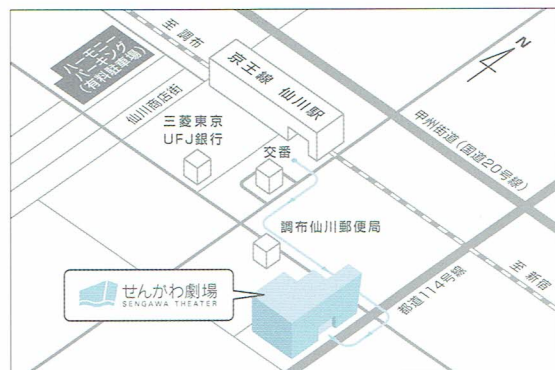 至調布
N
ハーモニー
パーキング
(有料駐車場)
京王線 仙川駅
仙川商店街
三菱東京
UFJ銀行
交番
甲州街道(国道20号線)
調布仙川郵便局
至新宿
都道114号線
せんがわ劇場
SENGAWA THEATER